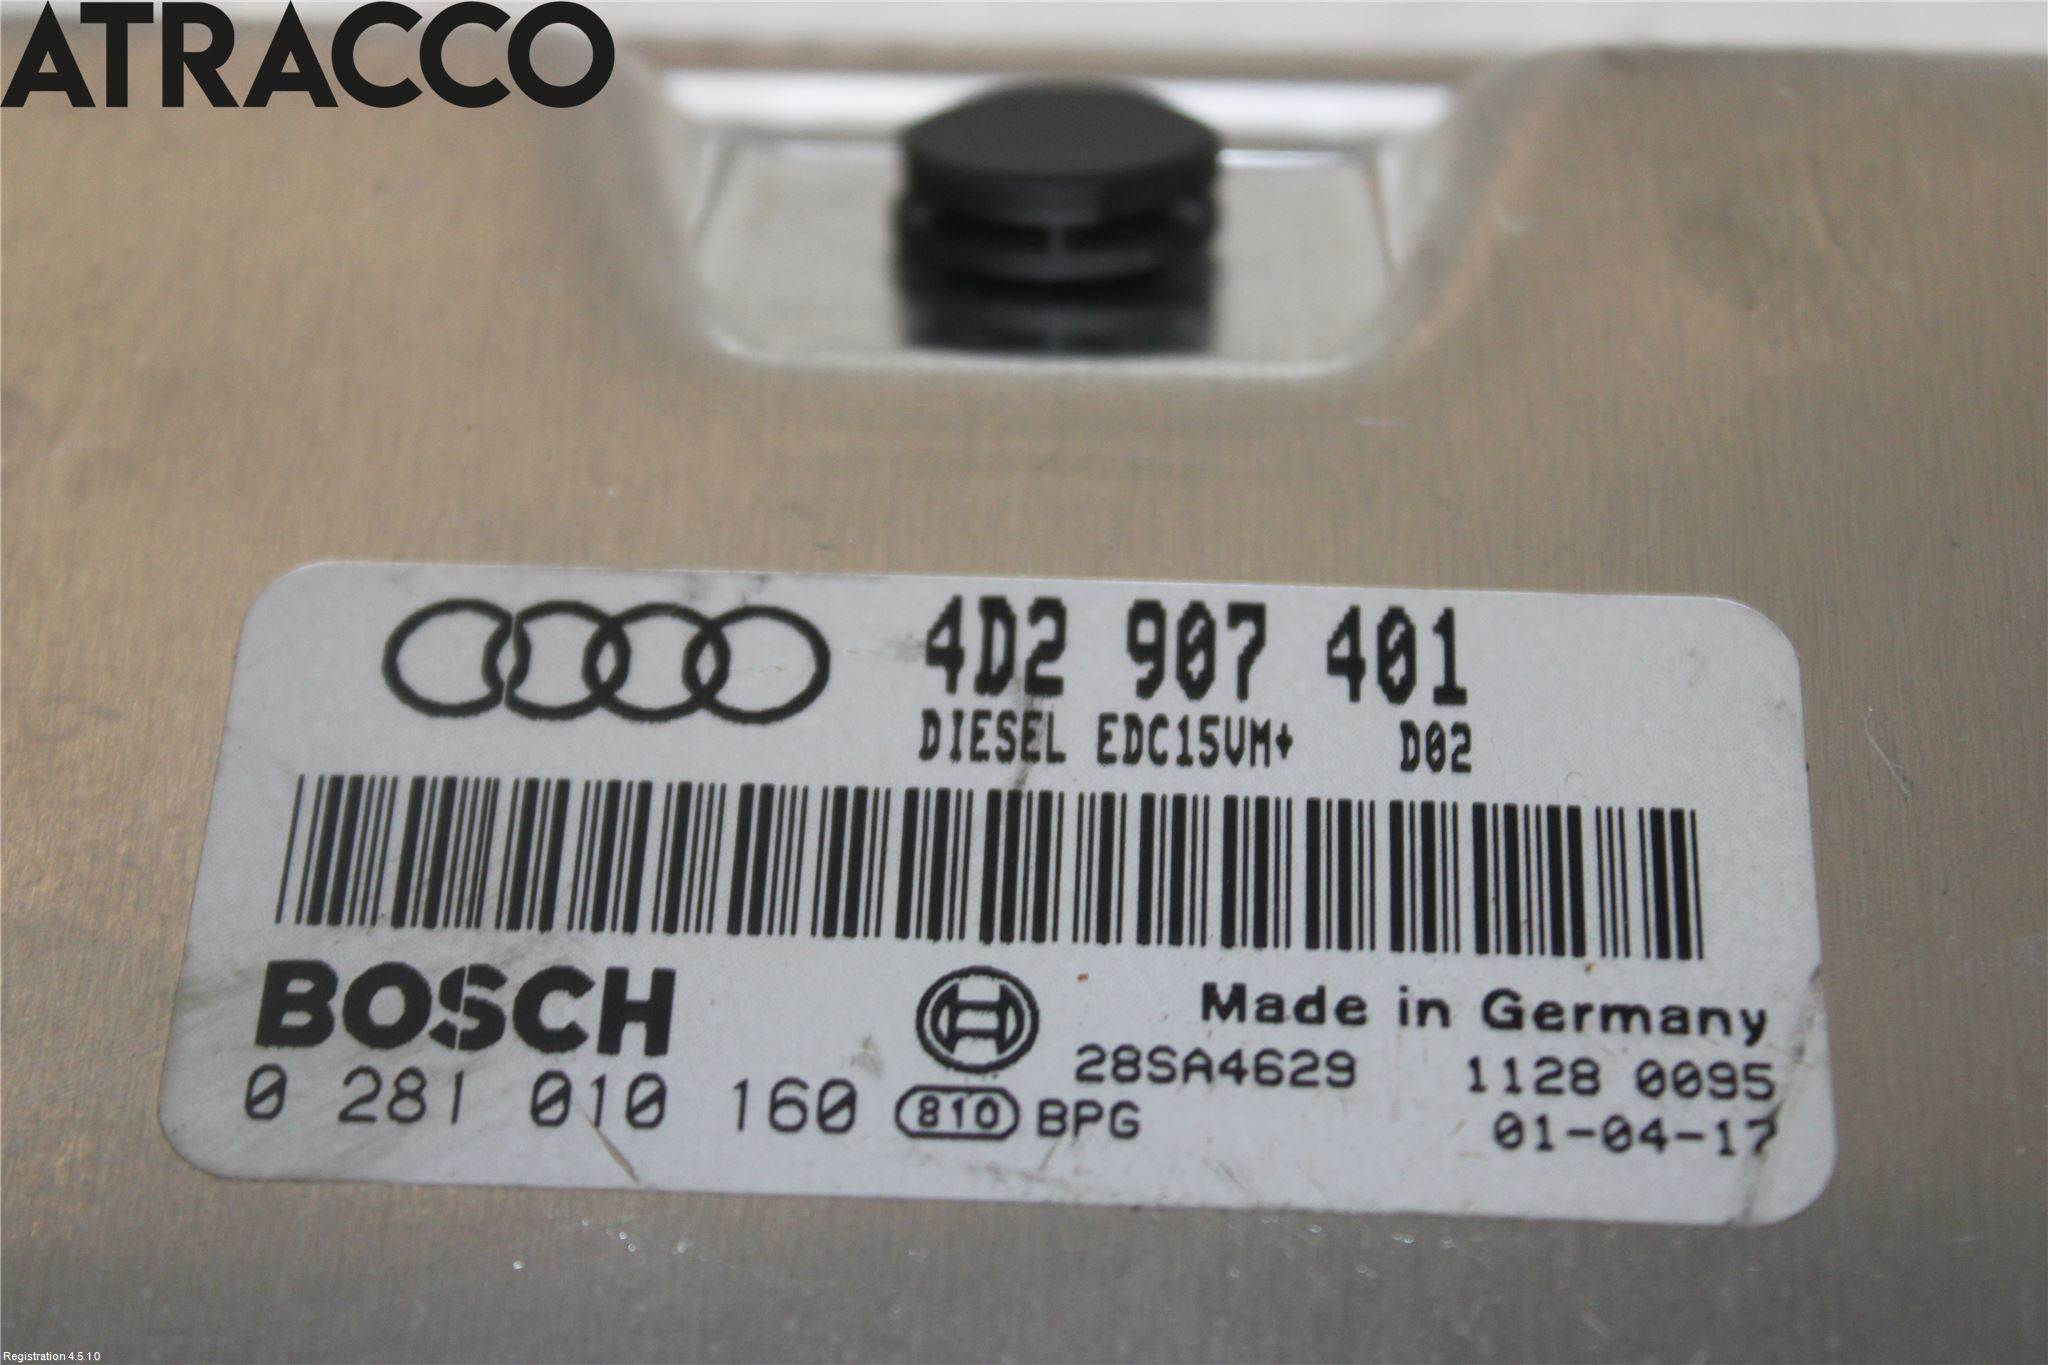 ATRACCO
4D2 907 401
DIESEL EDC15VM+ D02
BOSCH
Made in Germany
28SA4629 1128 0095
0 281 010 160 810 BPG 01-04-17
Registration 4.5.1.0